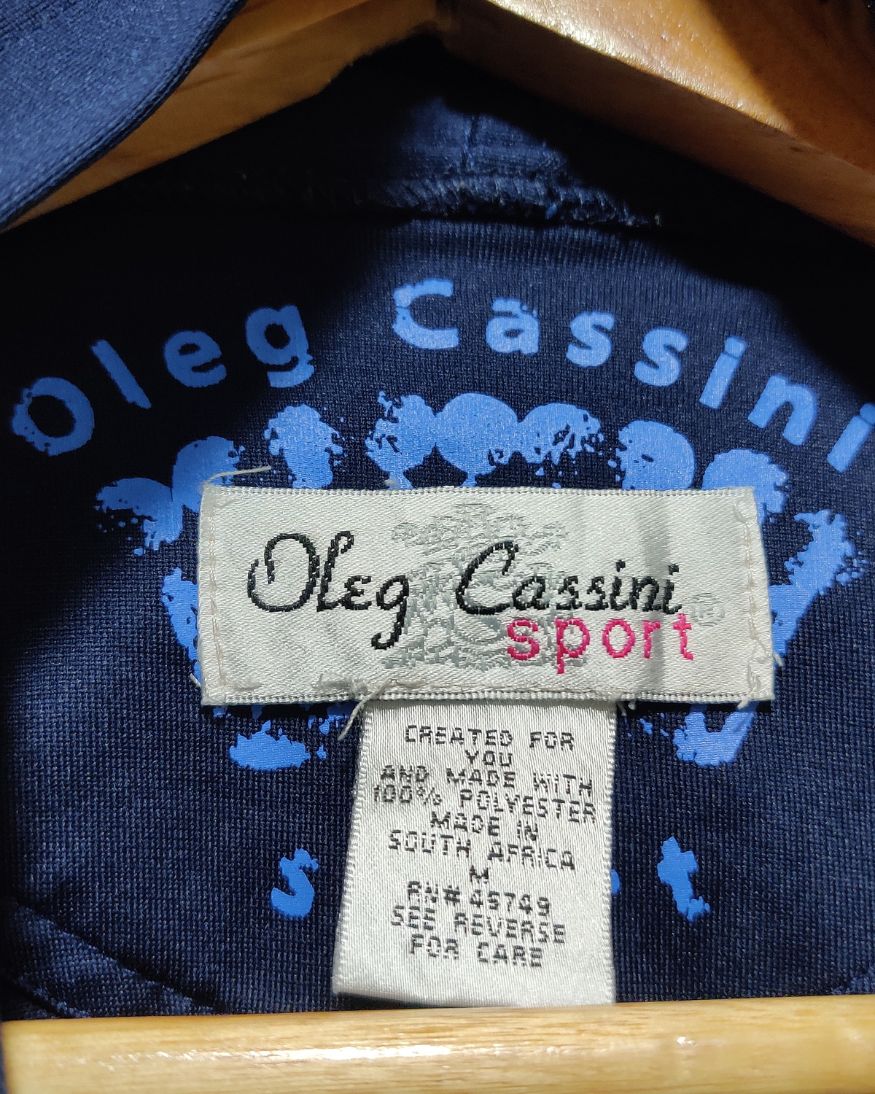 Oleg Cassini
Oleg Cassini ®
sport
CREATED FOR
YOU
AND MADE WITH
100% POLYESTER
MADE IN
SOUTH AFRICA
M
RN# 45749
SEE REVERSE
FOR CARE